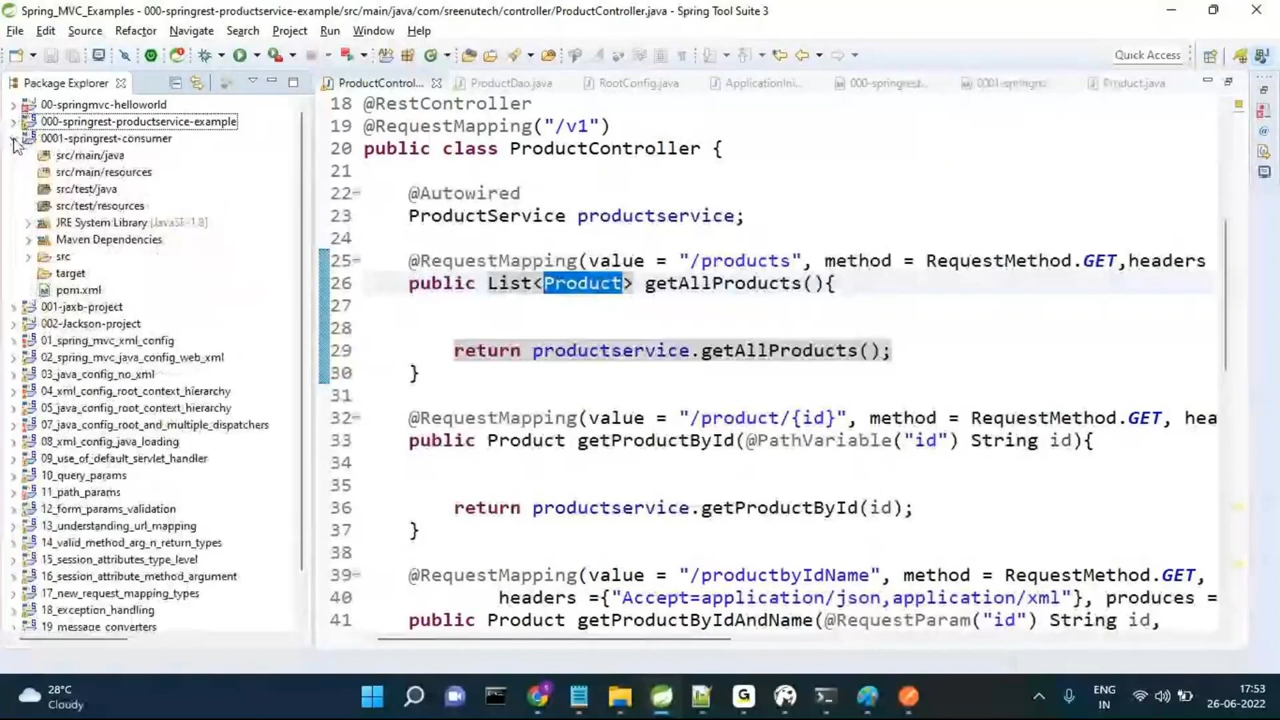 Spring_MVC_Examples - 000-springrest-productservice-example/src/main/java/com/sreenutech/controller/ProductController.java - Spring Tool Suite 3
File Edit Source Refactor Navigate Search Project Run Window Help
Quick Access
Package Explorer
00-springmvc-helloworld
000-springrest-productservice-example
0001-springrest-consumer
src/main/java
src/main/resources
src/test/java
src/test/resources
JRE System Library [JavaSE-1.8]
Maven Dependencies
src
target
pom.xml
001-jaxb-project
002-Jackson-project
01_spring_mvc_xml_config
02_spring_mvc_java_config_web_xml
03_java_config_no_xml
04_xml_config_root_context_hierarchy
05_java_config_root_context_hierarchy
07_java_config_root_and_multiple_dispatchers
08_xml_config_java_loading
09_use_of_default_servlet_handler
10_query_params
11_path_params
12_form_params_validation
13_understanding_url_mapping
14_valid_method_arg_n_return_types
15_session_attributes_type_level
16_session_attribute_method_argument
17_new_request_mapping_types
18_exception_handling
19_message_converters
ProductControl... ProductDao.java RootConfig.java ApplicationIni... 000-springrest... 0001-springre... Product.java
18 @RestController
19 @RequestMapping("/v1")
20 public class ProductController {
21
22 @Autowired
23 ProductService productservice;
24
25 @RequestMapping(value = "/products", method = RequestMethod.GET,headers
26 public List<Product> getAllProducts(){
27
28
29 return productservice.getAllProducts();
30 }
31
32 @RequestMapping(value = "/product/{id}", method = RequestMethod.GET, hea
33 public Product getProductById(@PathVariable("id") String id){
34
35
36 return productservice.getProductById(id);
37 }
38
39 @RequestMapping(value = "/productbyIdName", method = RequestMethod.GET,
40 headers ={"Accept=application/json,application/xml"}, produces =
41 public Product getProductByIdAndName(@RequestParam("id") String id,
28°C
Cloudy
ENG
IN
17:53
26-06-2022